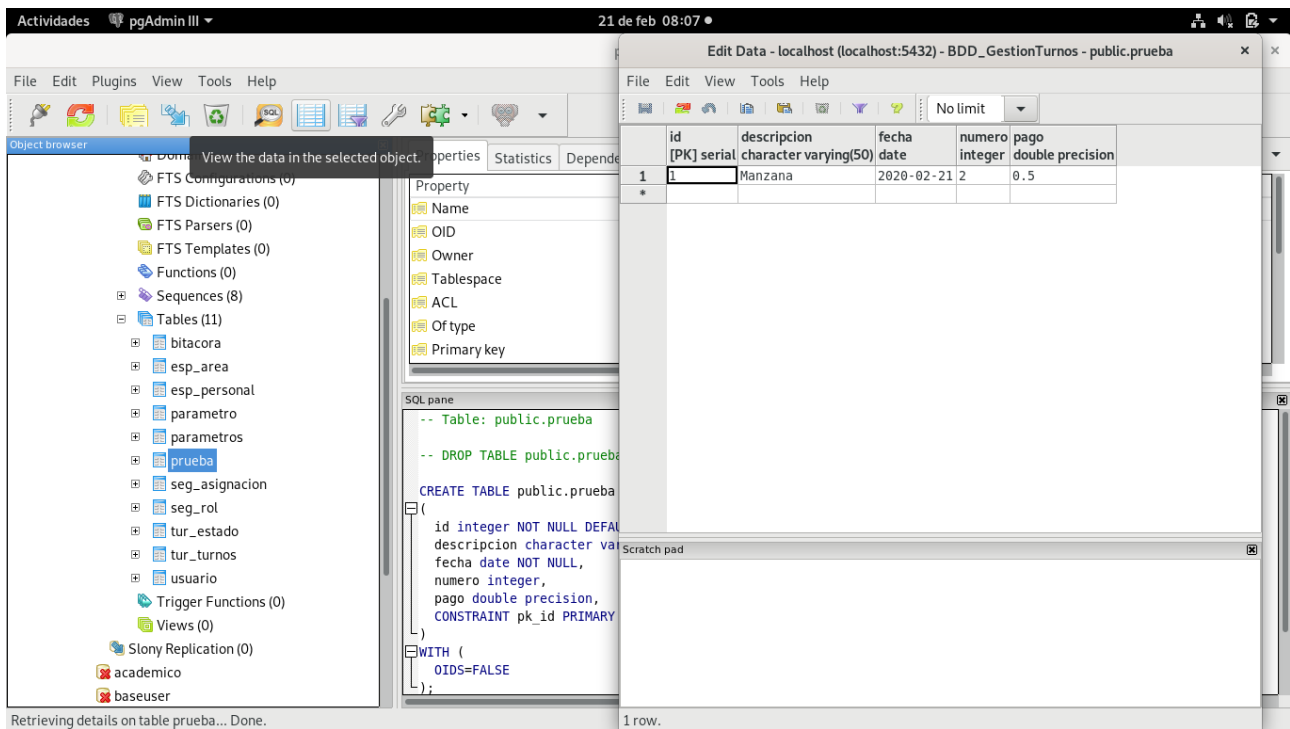 Actividades pgAdmin III 21 de feb 08:07
Edit Data - localhost (localhost:5432) - BDD_GestionTurnos - public.prueba
File Edit Plugins View Tools Help
File Edit View Tools Help
No limit
Object browser
View the data in the selected object.
FTS Configurations (0)
FTS Dictionaries (0)
FTS Parsers (0)
FTS Templates (0)
Functions (0)
Sequences (8)
Tables (11)
bitacora
esp_area
esp_personal
parametro
parametros
prueba
seg_asignacion
seg_rol
tur_estado
tur_turnos
usuario
Trigger Functions (0)
Views (0)
Slony Replication (0)
academico
baseuser
Properties Statistics Depende
Property
Name
OID
Owner
Tablespace
ACL
Of type
Primary key
SQL pane
-- Table: public.prueba
-- DROP TABLE public.prueba
CREATE TABLE public.prueba
(
id integer NOT NULL DEFAU
descripcion character var
fecha date NOT NULL,
numero integer,
pago double precision,
CONSTRAINT pk_id PRIMARY
)
WITH (
OIDS=FALSE
);
id descripcion fecha numero pago
[PK] serial character varying(50) date integer double precision
1 1 Manzana 2020-02-21 2 0.5
*
Scratch pad
Retrieving details on table prueba... Done.
1 row.